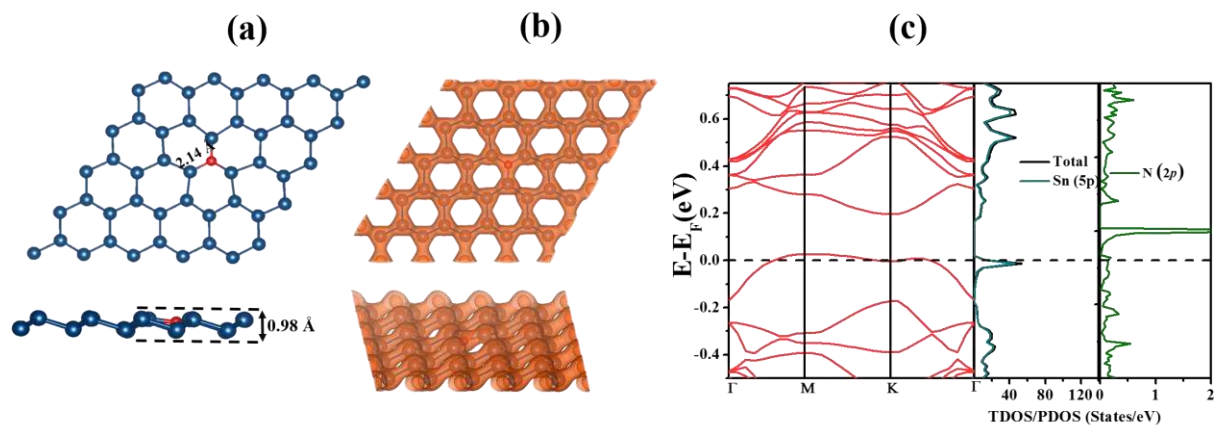 (a)
(b)
(c)
2.14 Å
0.98 Å
E-E_F(eV)
0.6
0.4
0.2
0.0
-0.2
-0.4
Γ
M
K
Γ
Total
Sn (5p)
N (2p)
40
80
120
0
1
2
TDOS/PDOS (States/eV)